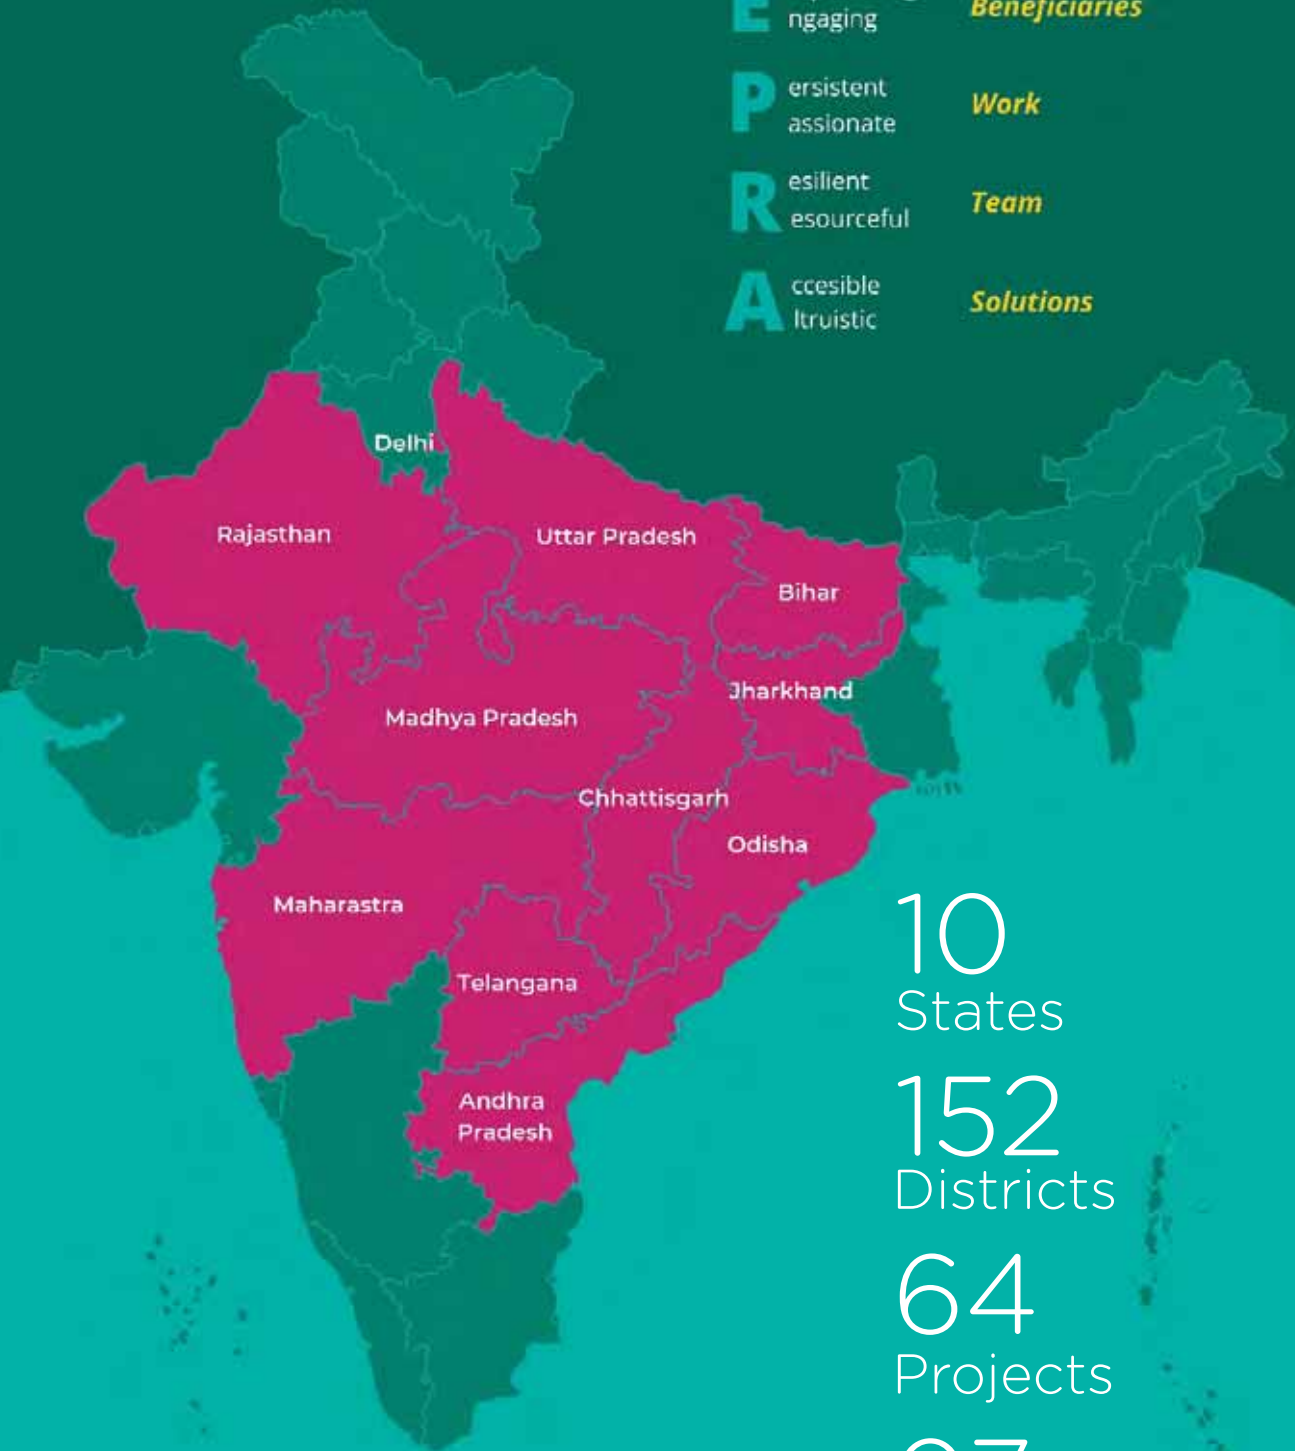 E
ngaging
Beneficiaries
P
ersistent
assionate
Work
R
esilient
esourceful
Team
A
ccesible
ltruistic
Solutions
Delhi
Rajasthan
Uttar Pradesh
Bihar
Jharkhand
Madhya Pradesh
Chhattisgarh
Odisha
Maharastra
Telangana
Andhra
Pradesh
10
States
152
Districts
64
Projects